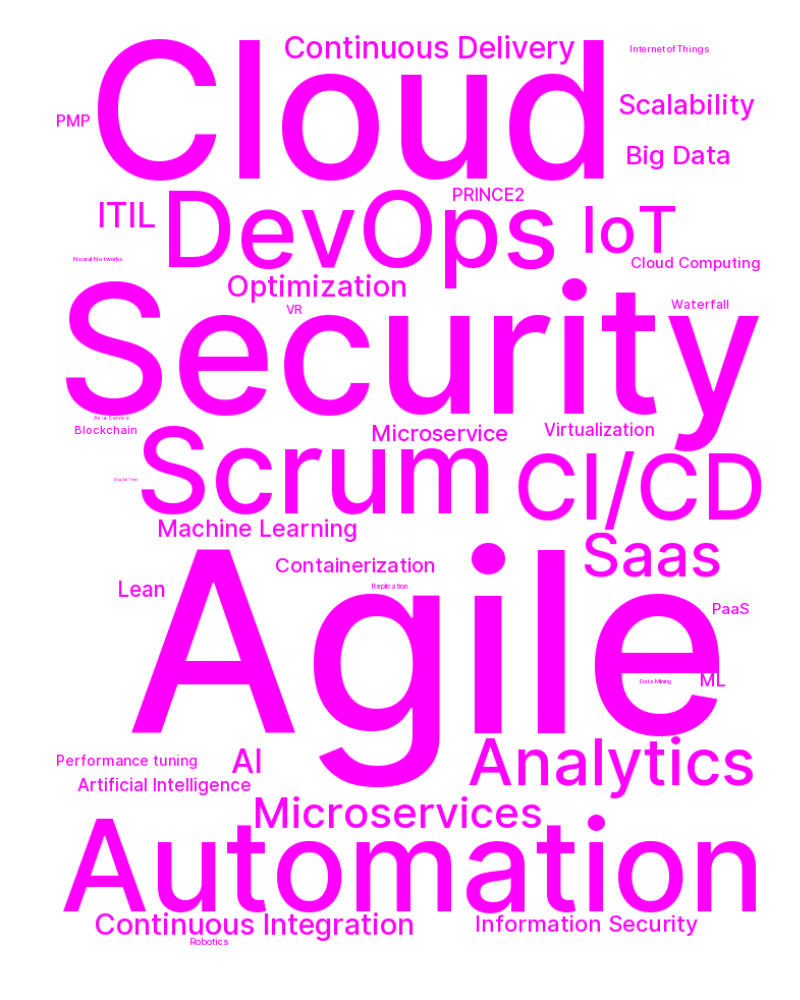 Continuous Delivery
Internet of Things
Cloud
Scalability
PMP
Big Data
PRINCE2
ITIL
DevOps
IoT
Neural Networks
Cloud Computing
Optimization
VR
Waterfall
Security
As-a-Service
Blockchain
Microservice
Virtualization
Scrum
CI/CD
Digital Twin
Machine Learning
Saas
Containerization
Lean
Replication
PaaS
Agile
Data Mining
ML
Performance tuning
AI
Analytics
Artificial Intelligence
Microservices
Automation
Continuous Integration
Information Security
Robotics